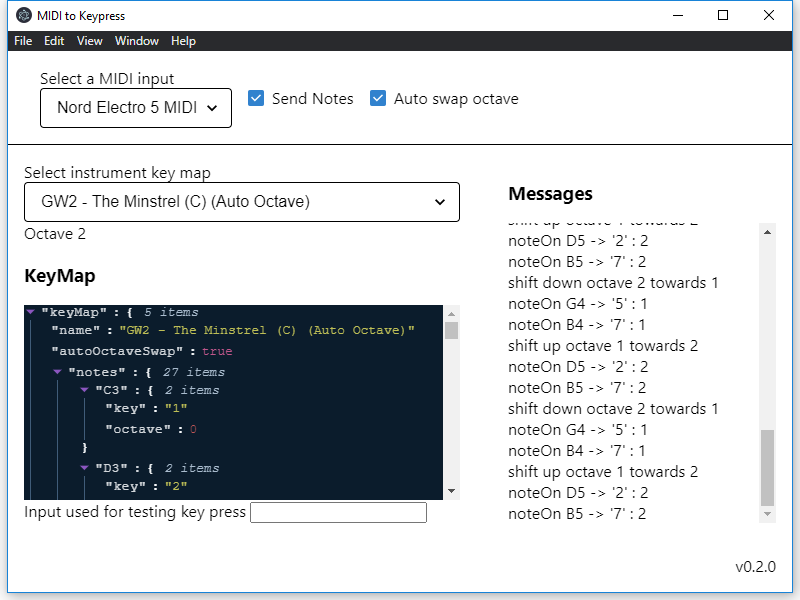 MIDI to Keypress
File Edit View Window Help
Select a MIDI input
Nord Electro 5 MIDI
Send Notes
Auto swap octave
Select instrument key map
GW2 - The Minstrel (C) (Auto Octave)
Octave 2
KeyMap
"keyMap" : { 5 items
"name" : "GW2 - The Minstrel (C) (Auto Octave)"
"autoOctaveSwap" : true
"notes" : { 27 items
"C3" : { 2 items
"key" : "1"
"octave" : 0
}
"D3" : { 2 items
"key" : "2"
Input used for testing key press
Messages
shift up octave 1 towards 2
noteOn D5 -> '2' : 2
noteOn B5 -> '7' : 2
shift down octave 2 towards 1
noteOn G4 -> '5' : 1
noteOn B4 -> '7' : 1
shift up octave 1 towards 2
noteOn D5 -> '2' : 2
noteOn B5 -> '7' : 2
shift down octave 2 towards 1
noteOn G4 -> '5' : 1
noteOn B4 -> '7' : 1
shift up octave 1 towards 2
noteOn D5 -> '2' : 2
noteOn B5 -> '7' : 2
v0.2.0